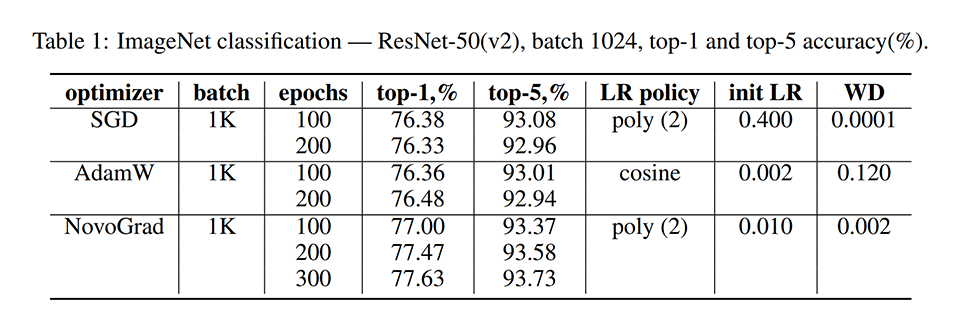 Table 1: ImageNet classification — ResNet-50(v2), batch 1024, top-1 and top-5 accuracy(%).
optimizer batch epochs top-1,% top-5,% LR policy init LR WD
SGD 1K 100 76.38 93.08 poly (2) 0.400 0.0001
200 76.33 92.96
AdamW 1K 100 76.36 93.01 cosine 0.002 0.120
200 76.48 92.94
NovoGrad 1K 100 77.00 93.37 poly (2) 0.010 0.002
200 77.47 93.58
300 77.63 93.73